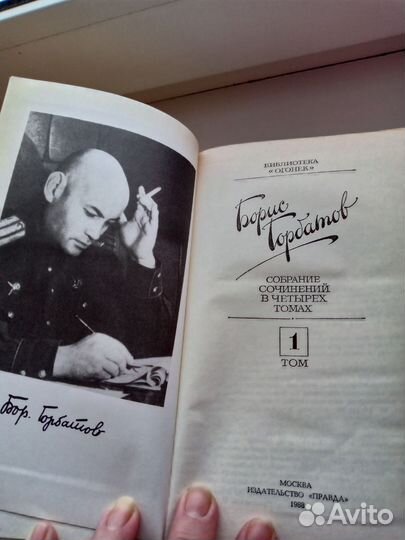 Бор. Горбатов
БИБЛИОТЕКА
«ОГОНЕК»
Борис
Горбатов
СОБРАНИЕ
СОЧИНЕНИЙ
В ЧЕТЫРЕХ
ТОМАХ
1
ТОМ
МОСКВА
ИЗДАТЕЛЬСТВО «ПРАВДА»
1988
Avito